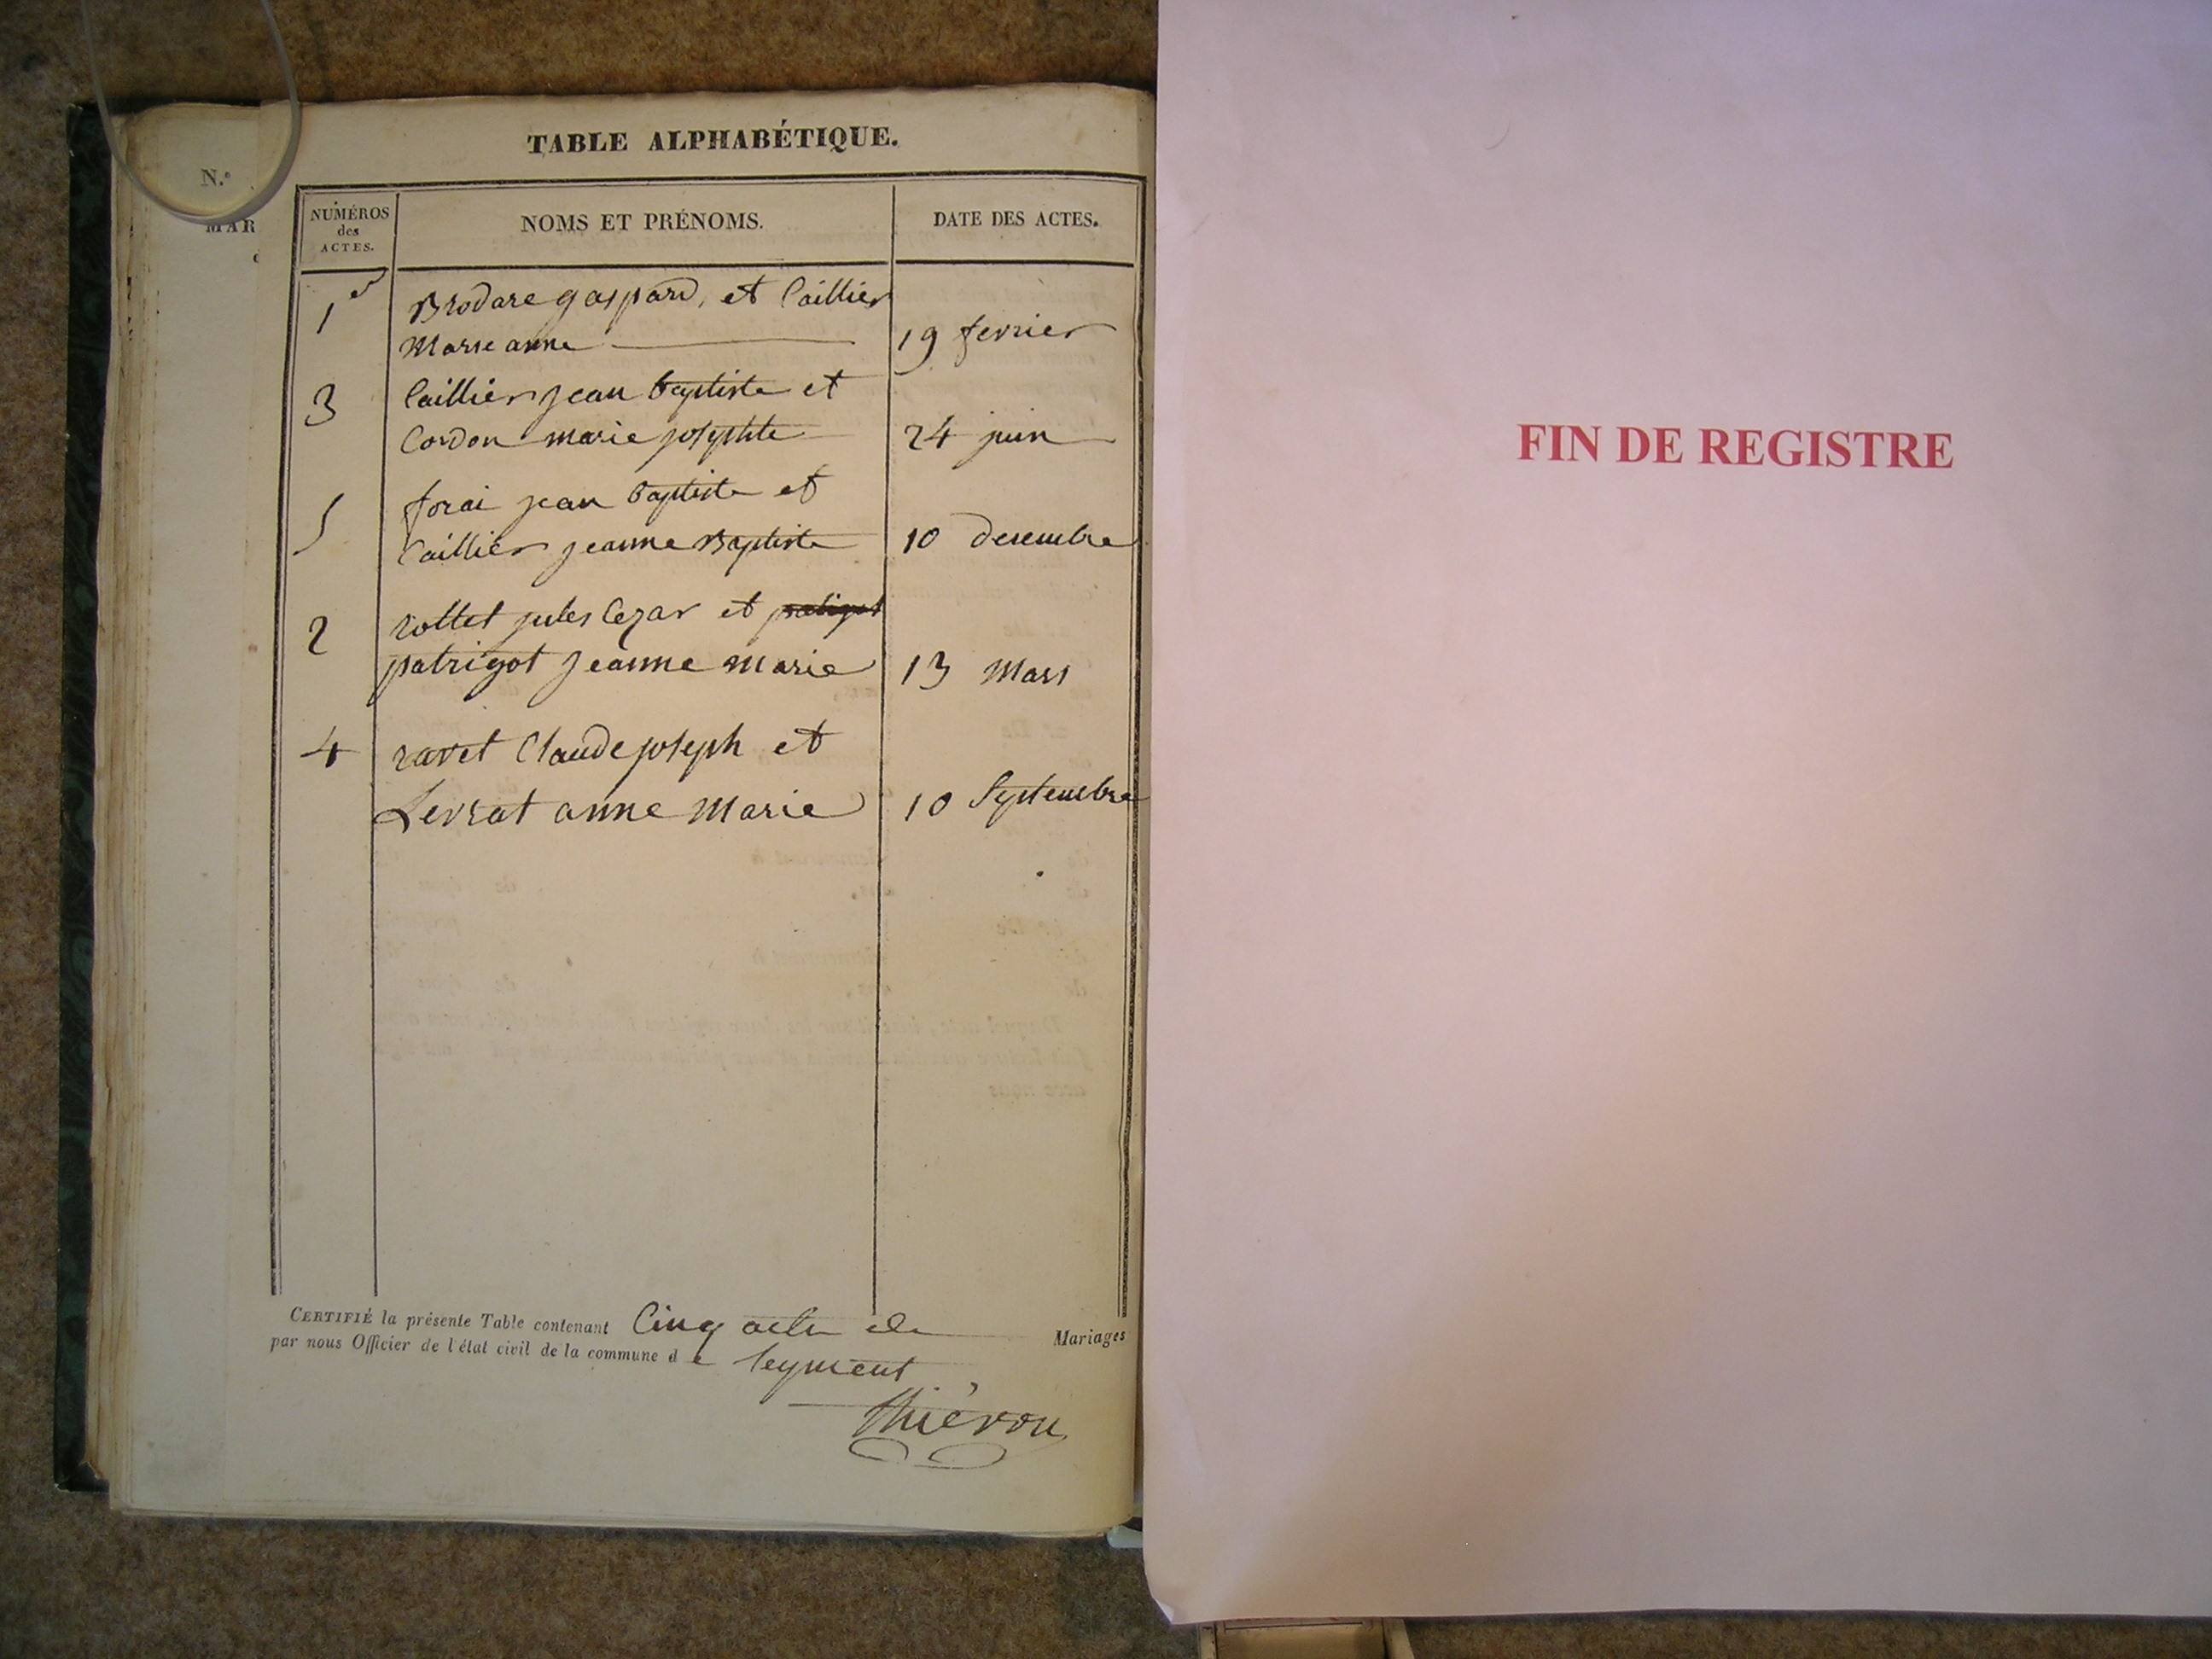 N.º
MAR
TABLE ALPHABÉTIQUE.
NUMÉROS
des
ACTES.
NOMS ET PRÉNOMS.
DATE DES ACTES.
1er Brodare gaspard, et Caillier
Marie anne 19 fevrier
3 Caillier jean baptiste et
Cordon marie josephte 24 juin
5 forai jean baptiste et
Caillier jeanne Baptiste 10 decembre
2 rollet jules Cezar et
patrigot jeanne marie 13 Mars
4 ravet Claude joseph et
Levrat anne Marie 10 Septembre
CERTIFIÉ la présente Table contenant Cinq actes de Mariages
par nous Officier de l'état civil de la commune de leyment
Thiévon
FIN DE REGISTRE